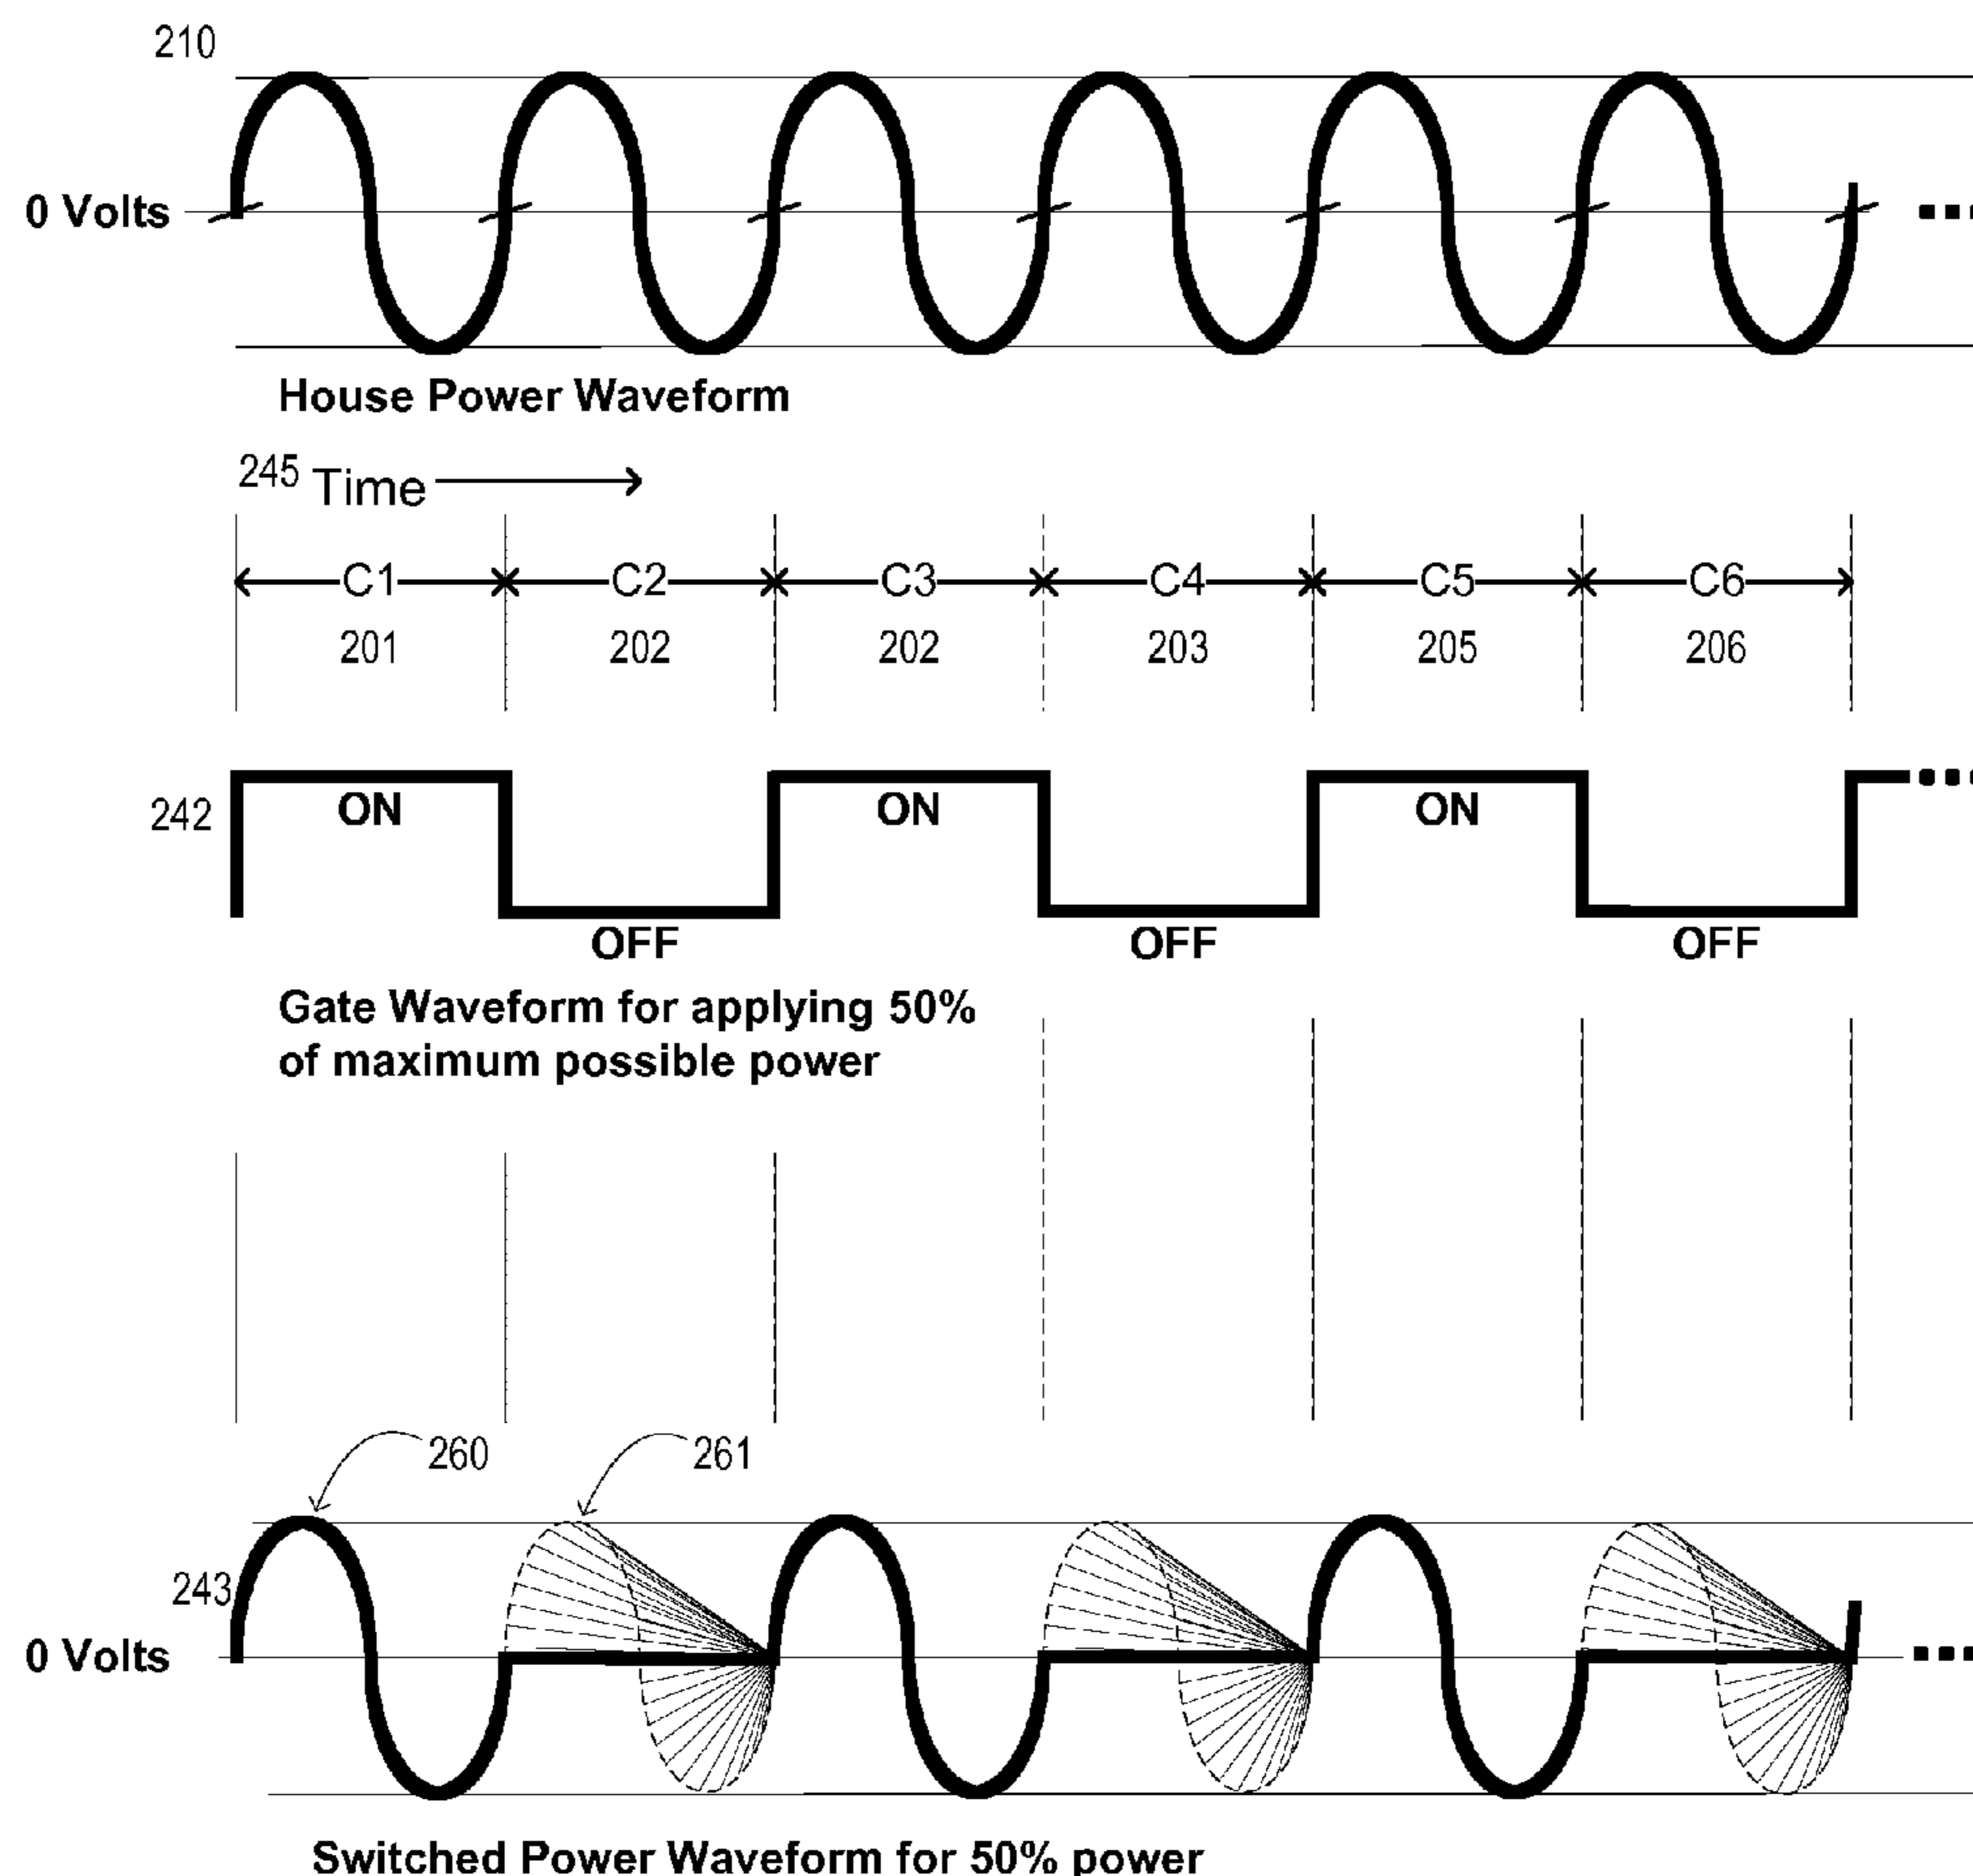 210
0 Volts
House Power Waveform
245 Time
C1 C2 C3 C4 C5 C6
201 202 202 203 205 206
242 ON ON ON
OFF OFF OFF
Gate Waveform for applying 50%
of maximum possible power
260 261
243
0 Volts
Switched Power Waveform for 50% power